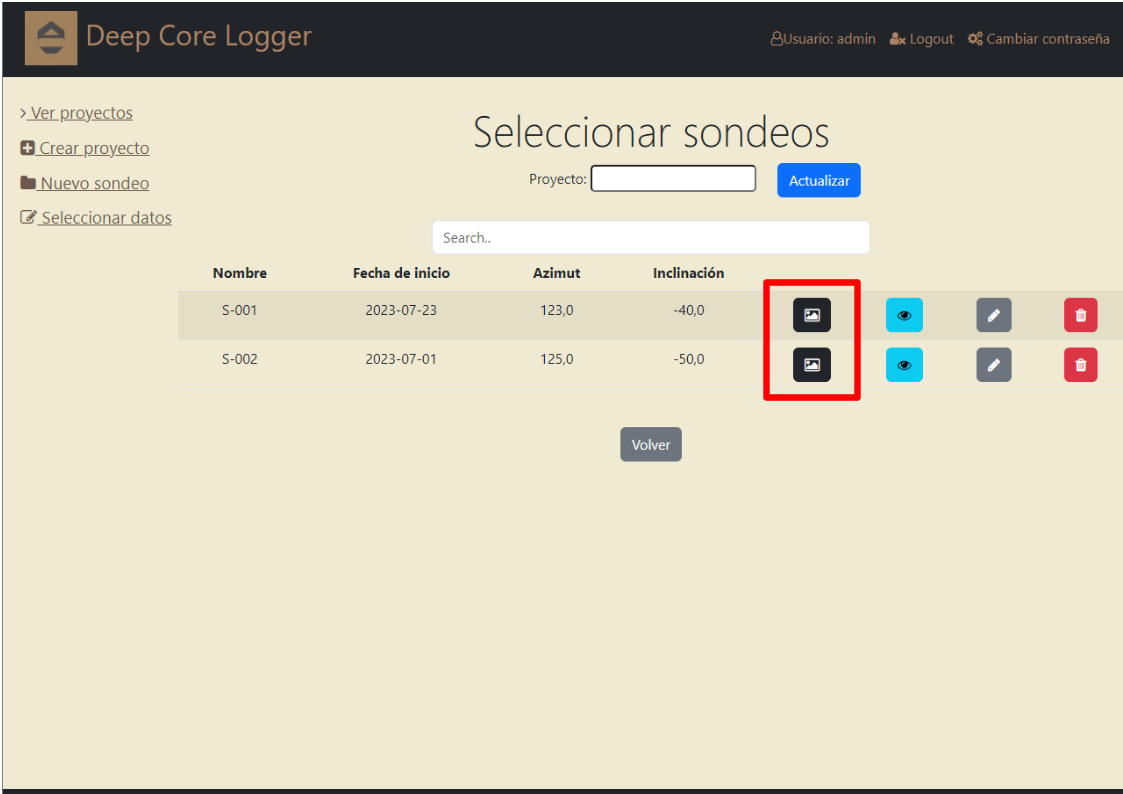 Deep Core Logger
Usuario: admin Logout Cambiar contraseña
Ver proyectos
Crear proyecto
Nuevo sondeo
Seleccionar datos
Seleccionar sondeos
Proyecto: Actualizar
Search..
Nombre Fecha de inicio Azimut Inclinación
S-001 2023-07-23 123,0 -40,0
S-002 2023-07-01 125,0 -50,0
Volver